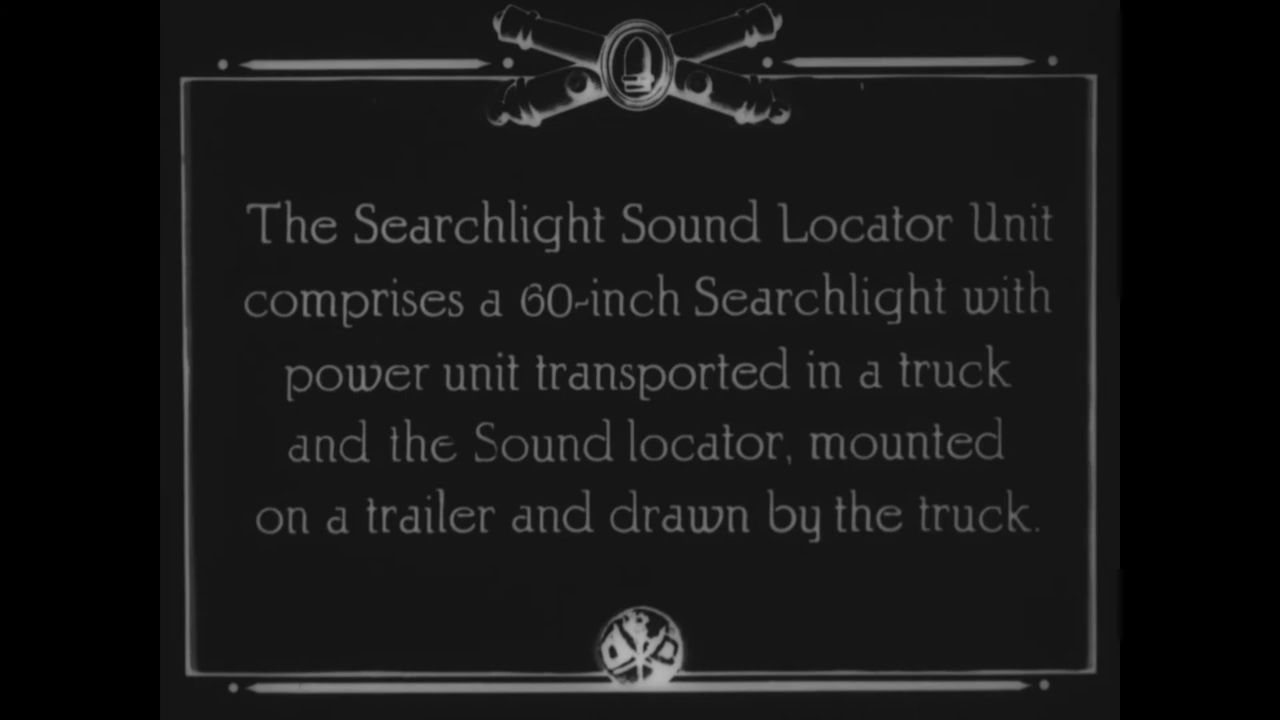 The Searchlight Sound Locator Unit
comprises a 60-inch Searchlight with
power unit transported in a truck
and the Sound locator, mounted
on a trailer and drawn by the truck.